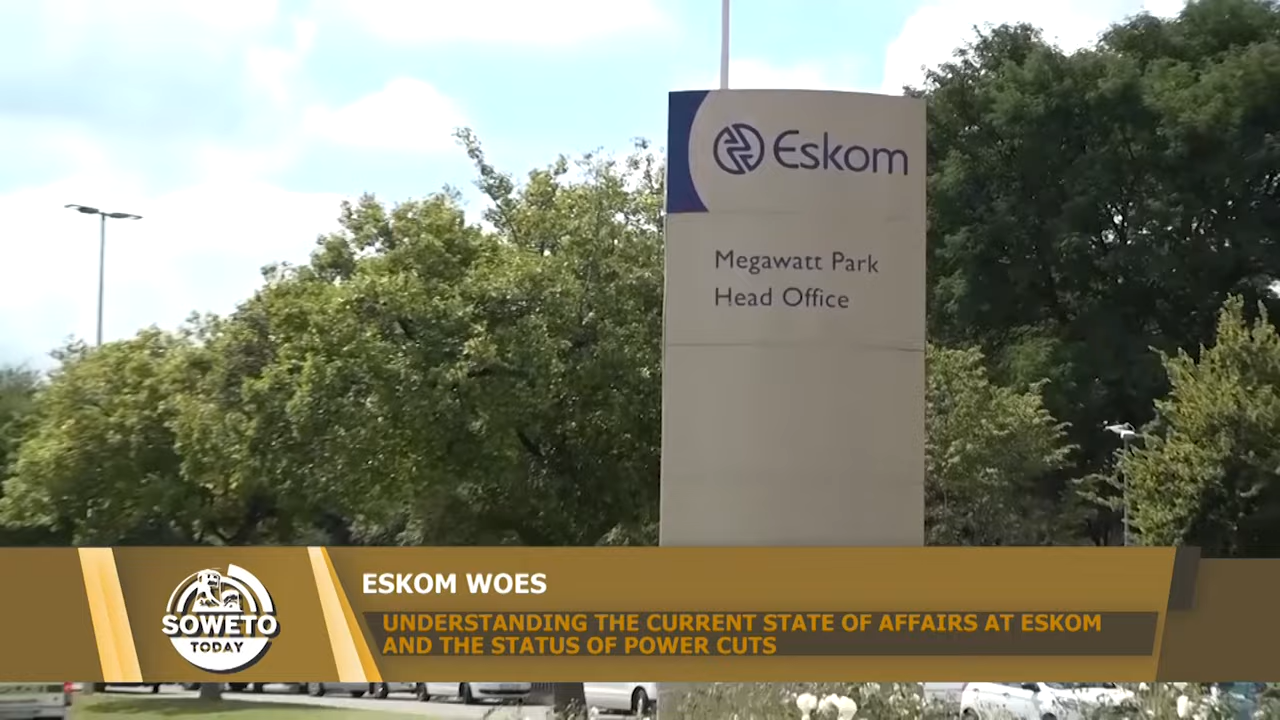 Eskom
Megawatt Park
Head Office
ESKOM WOES
UNDERSTANDING THE CURRENT STATE OF AFFAIRS AT ESKOM
AND THE STATUS OF POWER CUTS
SOWETO
TODAY